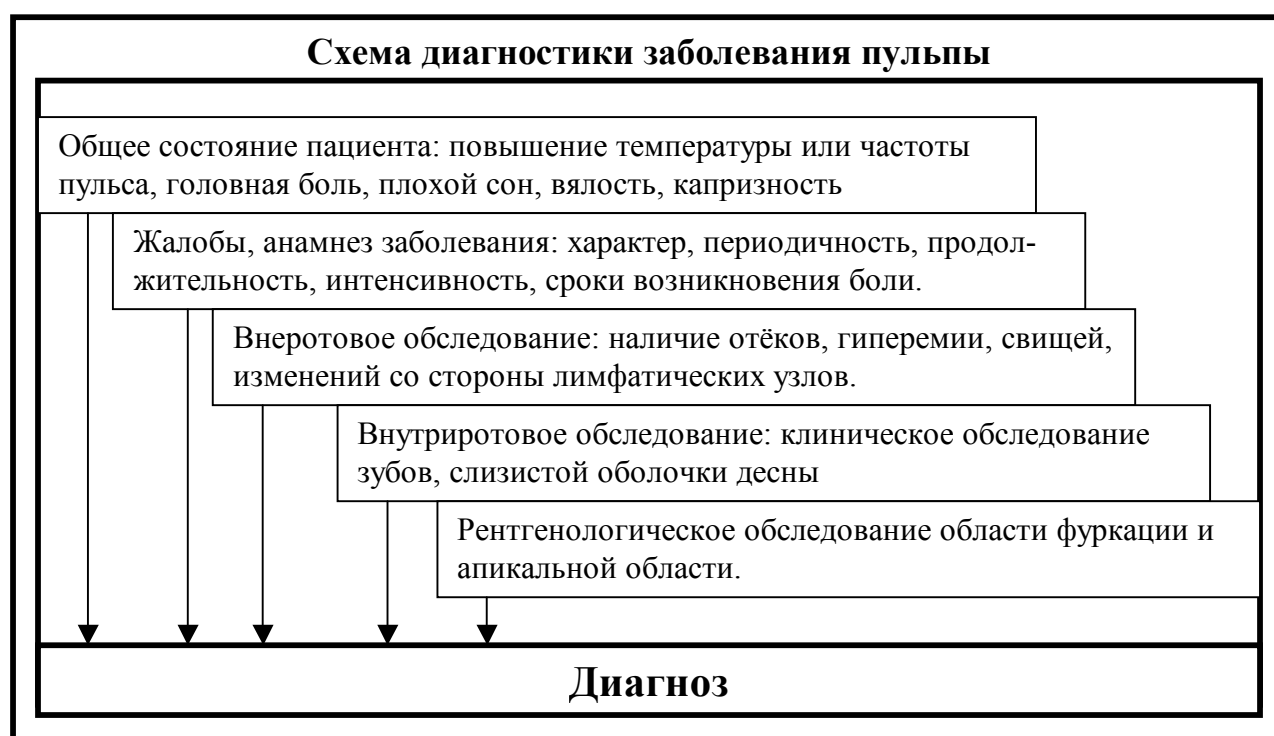 Схема диагностики заболевания пульпы
Общее состояние пациента: повышение температуры или частоты
пульса, головная боль, плохой сон, вялость, капризность
Жалобы, анамнез заболевания: характер, периодичность, продол-
жительность, интенсивность, сроки возникновения боли.
Внеротовое обследование: наличие отёков, гиперемии, свищей,
изменений со стороны лимфатических узлов.
Внутриротовое обследование: клиническое обследование
зубов, слизистой оболочки десны
Рентгенологическое обследование области фуркации и
апикальной области.
Диагноз